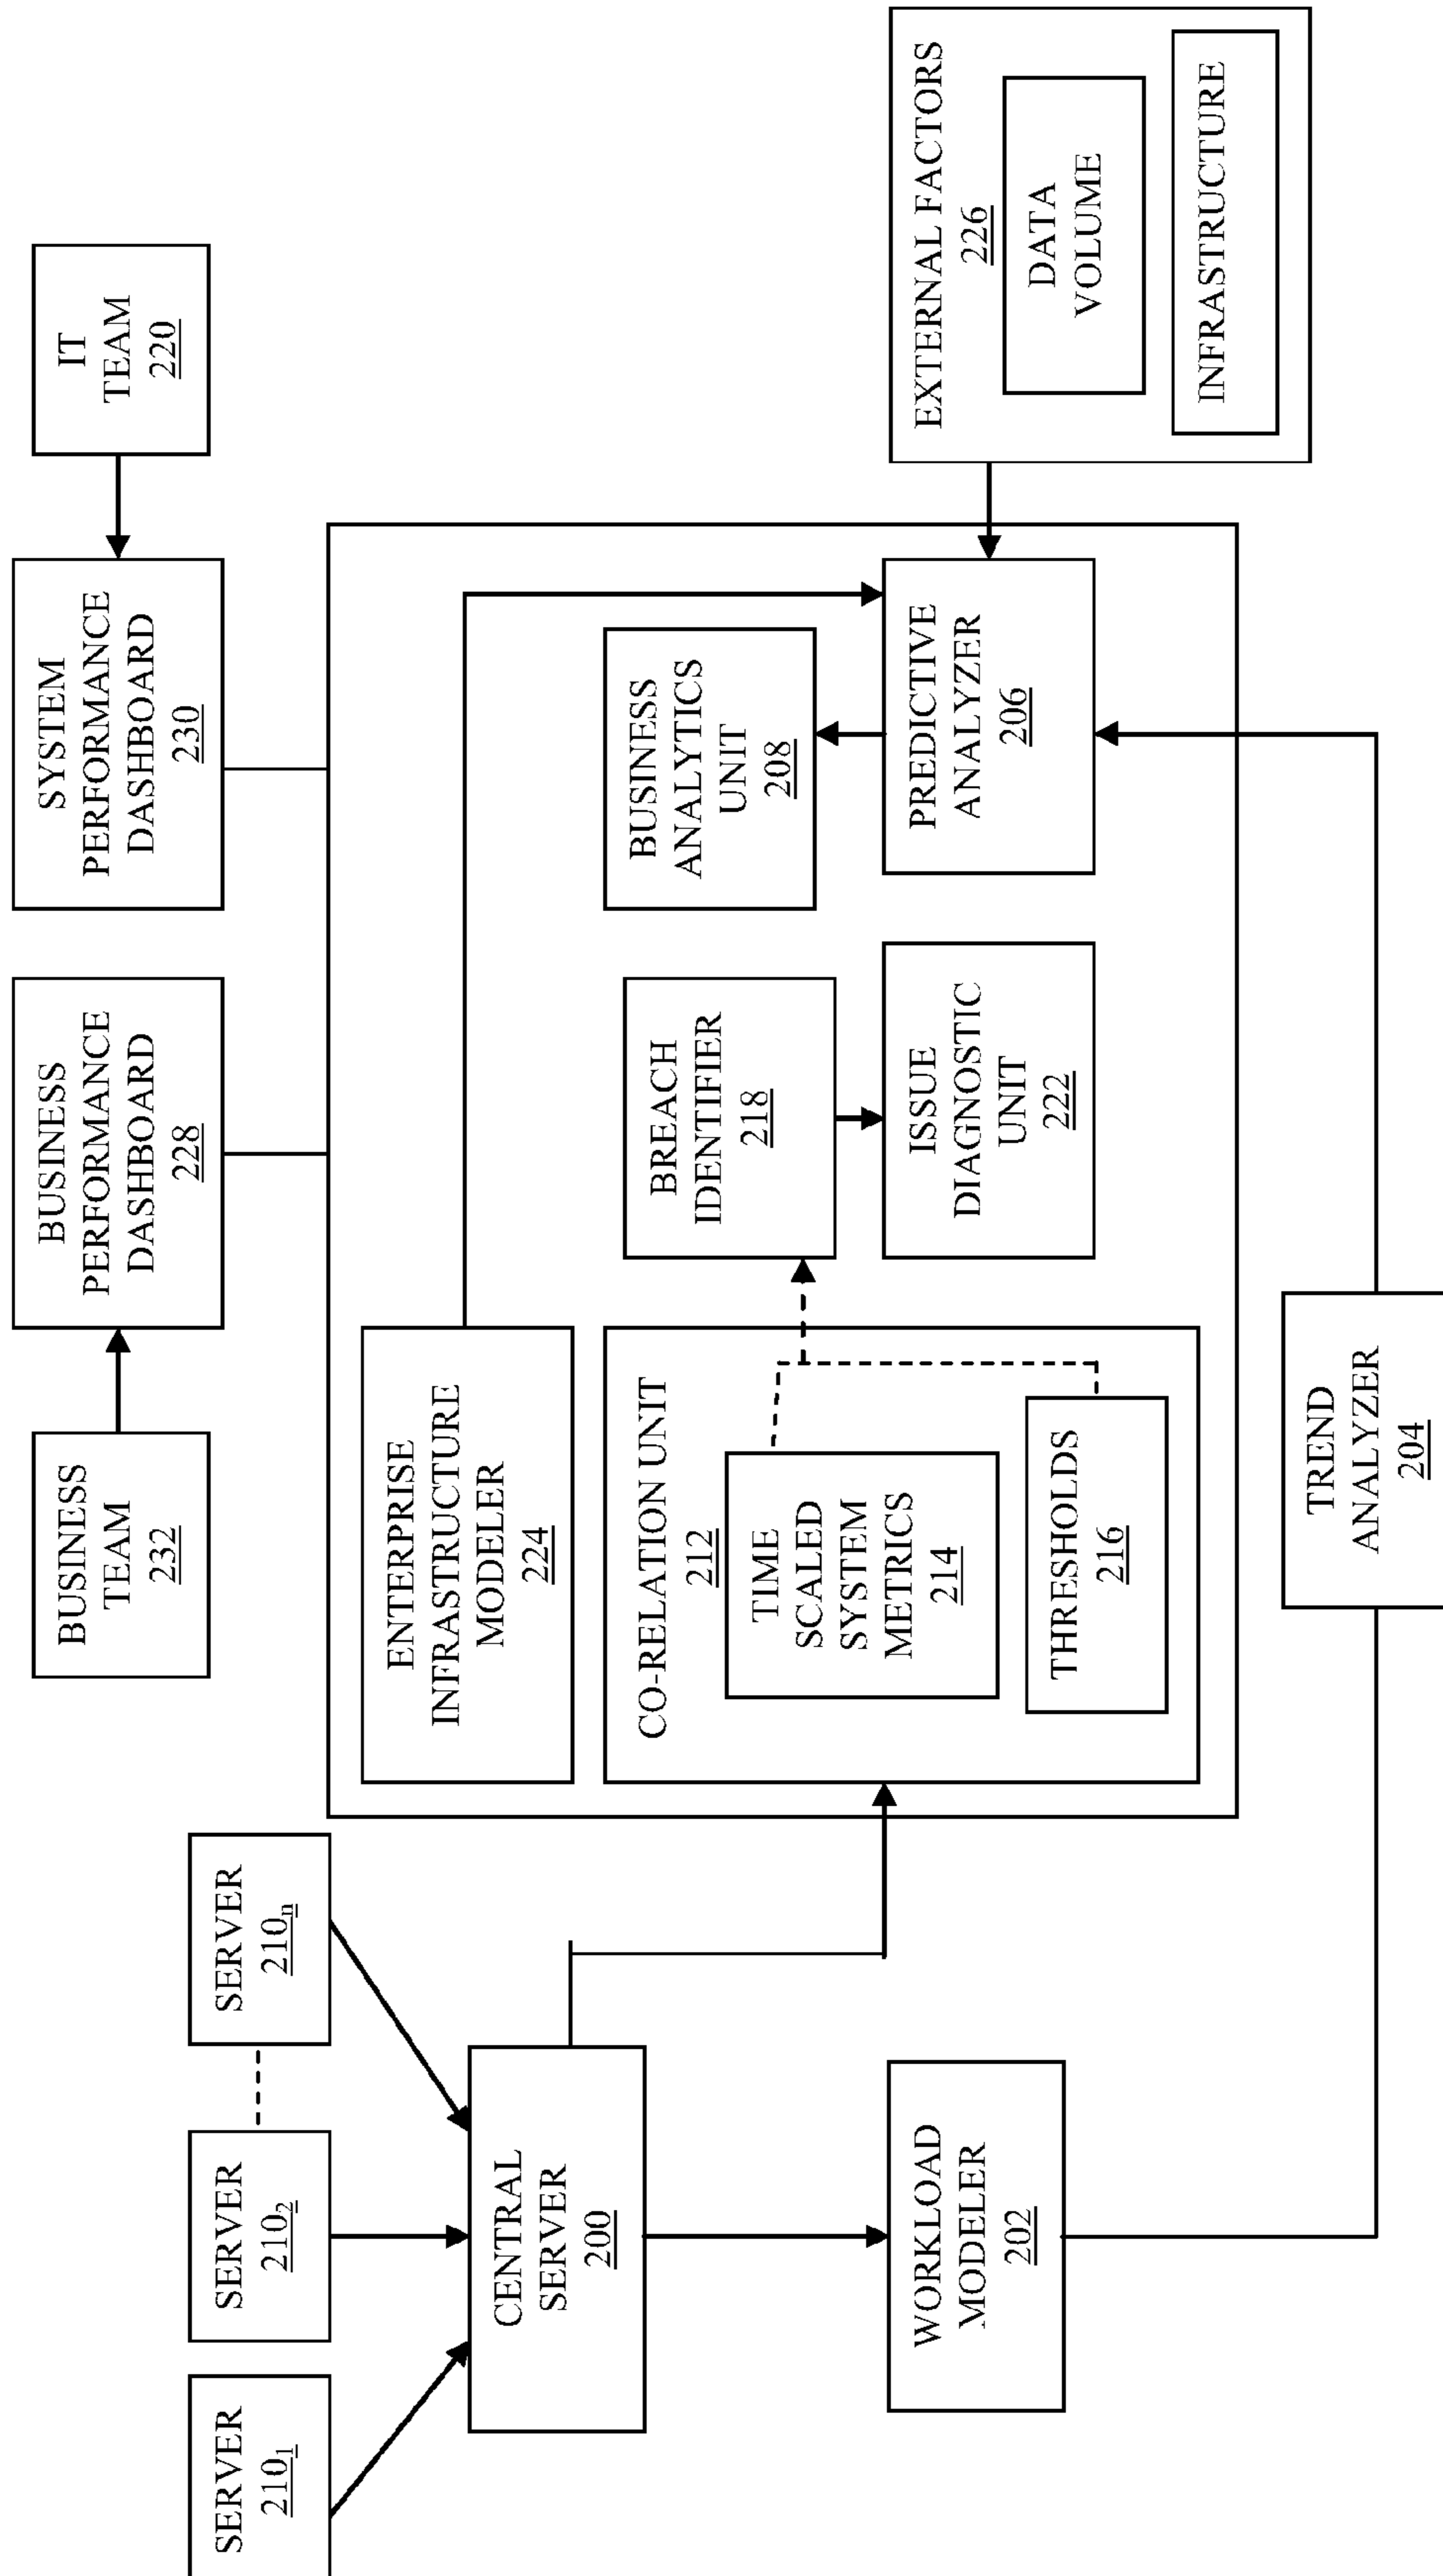 BUSINESS
TEAM
232
BUSINESS
PERFORMANCE
DASHBOARD
228
SYSTEM
PERFORMANCE
DASHBOARD
230
IT
TEAM
220
SERVER
210₁
SERVER
210₂
SERVER
210ₙ
CENTRAL
SERVER
200
WORKLOAD
MODELER
202
ENTERPRISE
INFRASTRUCTURE
MODELER
224
CO-RELATION UNIT
212
TIME
SCALED
SYSTEM
METRICS
214
THRESHOLDS
216
BREACH
IDENTIFIER
218
ISSUE
DIAGNOSTIC
UNIT
222
BUSINESS
ANALYTICS
UNIT
208
PREDICTIVE
ANALYZER
206
EXTERNAL FACTORS
226
DATA
VOLUME
INFRASTRUCTURE
TREND
ANALYZER
204